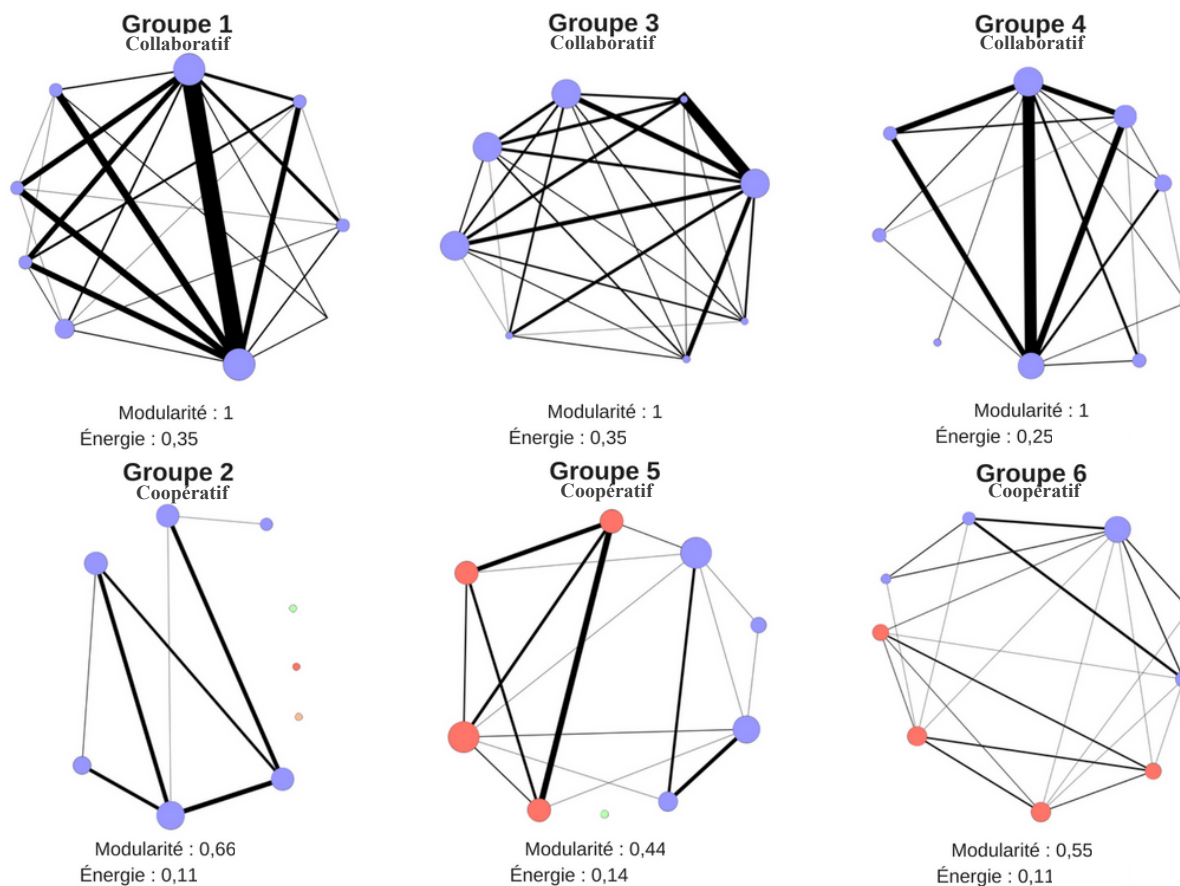 Groupe 1
Collaboratif
Modularité : 1
Énergie : 0,35
Groupe 3
Collaboratif
Modularité : 1
Énergie : 0,35
Groupe 4
Collaboratif
Modularité : 1
Énergie : 0,25
Groupe 2
Coopératif
Modularité : 0,66
Énergie : 0,11
Groupe 5
Coopératif
Modularité : 0,44
Énergie : 0,14
Groupe 6
Coopératif
Modularité : 0,55
Énergie : 0,11